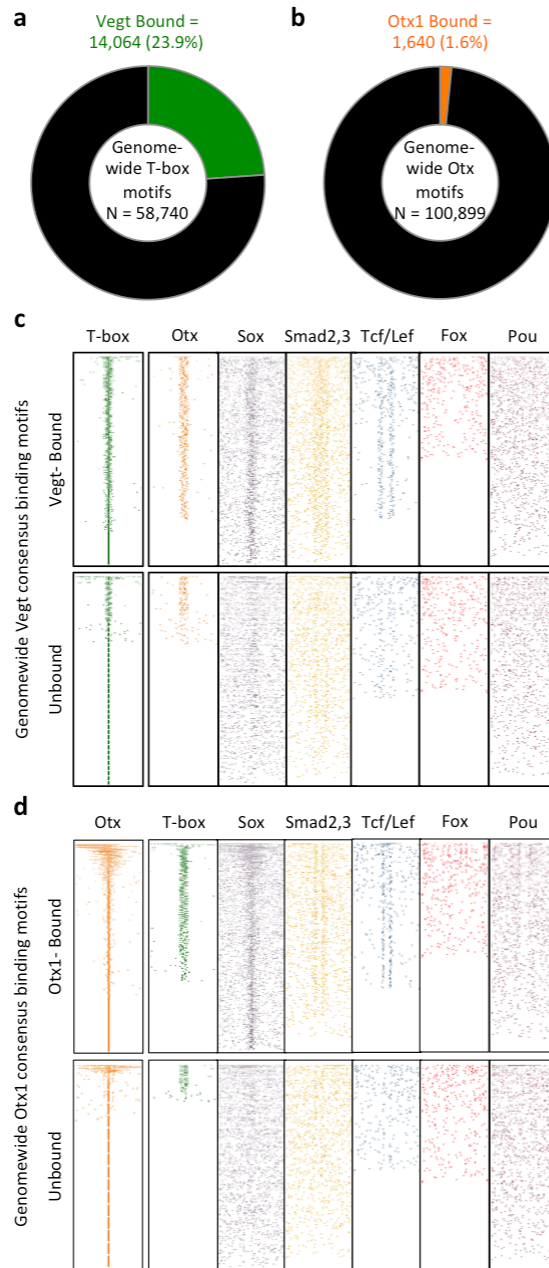 a
Vegt Bound =
14,064 (23.9%)
Genome-
wide T-box
motifs
N = 58,740
b
Otx1 Bound =
1,640 (1.6%)
Genome-
wide Otx
motifs
N = 100,899
c
T-box Otx Sox Smad2,3 Tcf/Lef Fox Pou
Genomewide Vegt consensus binding motifs
Vegt- Bound
Unbound
d
Otx T-box Sox Smad2,3 Tcf/Lef Fox Pou
Genomewide Otx1 consensus binding motifs
Otx1- Bound
Unbound